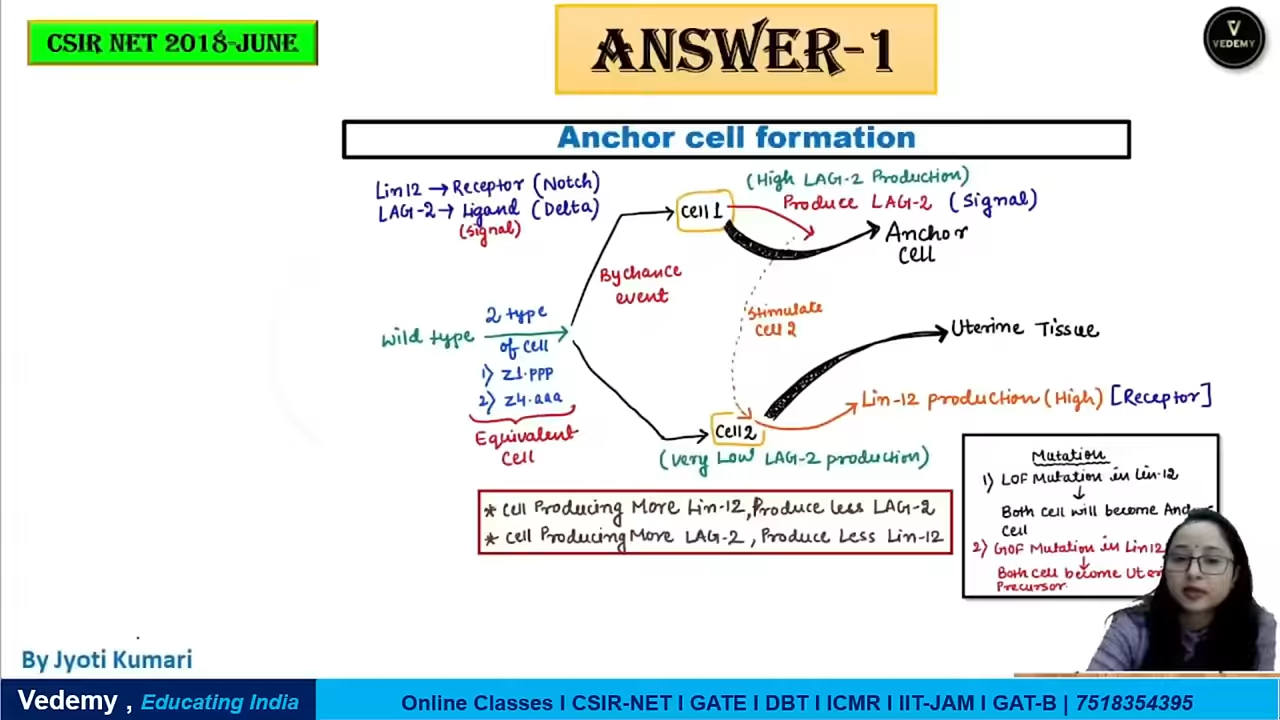 CSIR NET 2018-JUNE
ANSWER-1
VEDEMY
Anchor cell formation
Lin12 → Receptor (Notch)
LAG-2 → Ligand (Delta)
(Signal)
(High LAG-2 Production)
Produce LAG-2 (Signal)
Cell 1
Anchor
Cell
By chance
event
Stimulate
Cell 2
Wild type
2 type
of cell
1) Z1.ppp
2) Z4.aaa
Equivalent
Cell
Uterine Tissue
Lin-12 production (High) [Receptor]
Cell 2
(Very Low LAG-2 production)
* Cell Producing More Lin-12, Produce less LAG-2
* Cell Producing More LAG-2, Produce Less Lin-12
Mutation
1) LOF Mutation in Lin-12
↓
Both cell will become
Cell
2) GOF Mutation in Lin12
↓
Both Cell become
Precursor.
By Jyoti Kumari
Vedemy , Educating India
Online Classes I CSIR-NET I GATE I DBT I ICMR I IIT-JAM I GAT-B | 7518354395